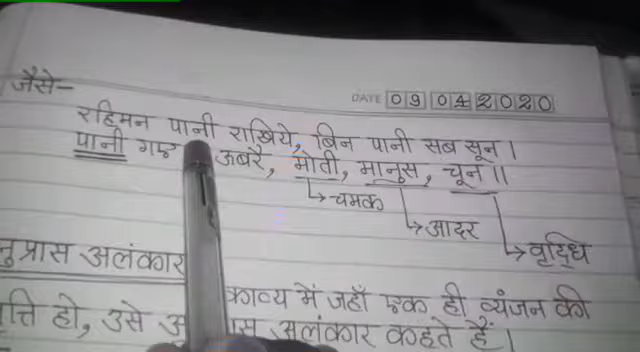 जैसे-
DATE 09 04 2020
रहिमन पानी राखिये, बिन पानी सब सून।
पानी गए ऊबरै, मोती, मानुस, चून॥
चमक
आदर
वृद्धि
नुप्रास अलंकार
काव्य में जहाँ एक ही व्यंजन की
त्ति हो, उसे अलंकार कहते हैं।